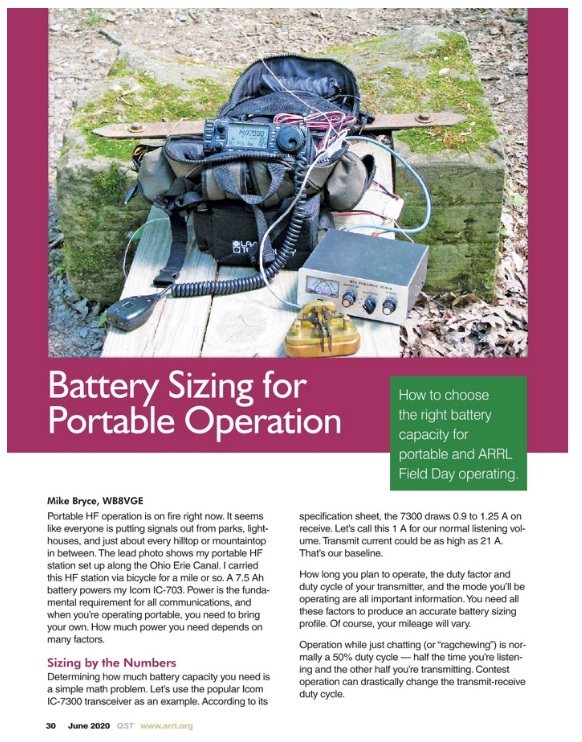 Battery Sizing for
Portable Operation
How to choose
the right battery
capacity for
portable and ARRL
Field Day operating.
Mike Bryce, WB8VGE
Portable HF operation is on fire right now. It seems
like everyone is putting signals out from parks, light-
houses, and just about every hilltop or mountaintop
in between. The lead photo shows my portable HF
station set up along the Ohio Erie Canal. I carried
this HF station via bicycle for a mile or so. A 7.5 Ah
battery powers my Icom IC-703. Power is the funda-
mental requirement for all communications, and
when you're operating portable, you need to bring
your own. How much power you need depends on
many factors.
Sizing by the Numbers
Determining how much battery capacity you need is
a simple math problem. Let's use the popular Icom
IC-7300 transceiver as an example. According to its
specification sheet, the 7300 draws 0.9 to 1.25 A on
receive. Let's call this 1 A for our normal listening vol-
ume. Transmit current could be as high as 21 A.
That's our baseline.
How long you plan to operate, the duty factor and
duty cycle of your transmitter, and the mode you'll be
operating are all important information. You need all
these factors to produce an accurate battery sizing
profile. Of course, your mileage will vary.
Operation while just chatting (or "ragchewing") is nor-
mally a 50% duty cycle — half the time you're listen-
ing and the other half you're transmitting. Contest
operation can drastically change the transmit-receive
duty cycle.
30 June 2020 QST www.arrl.org